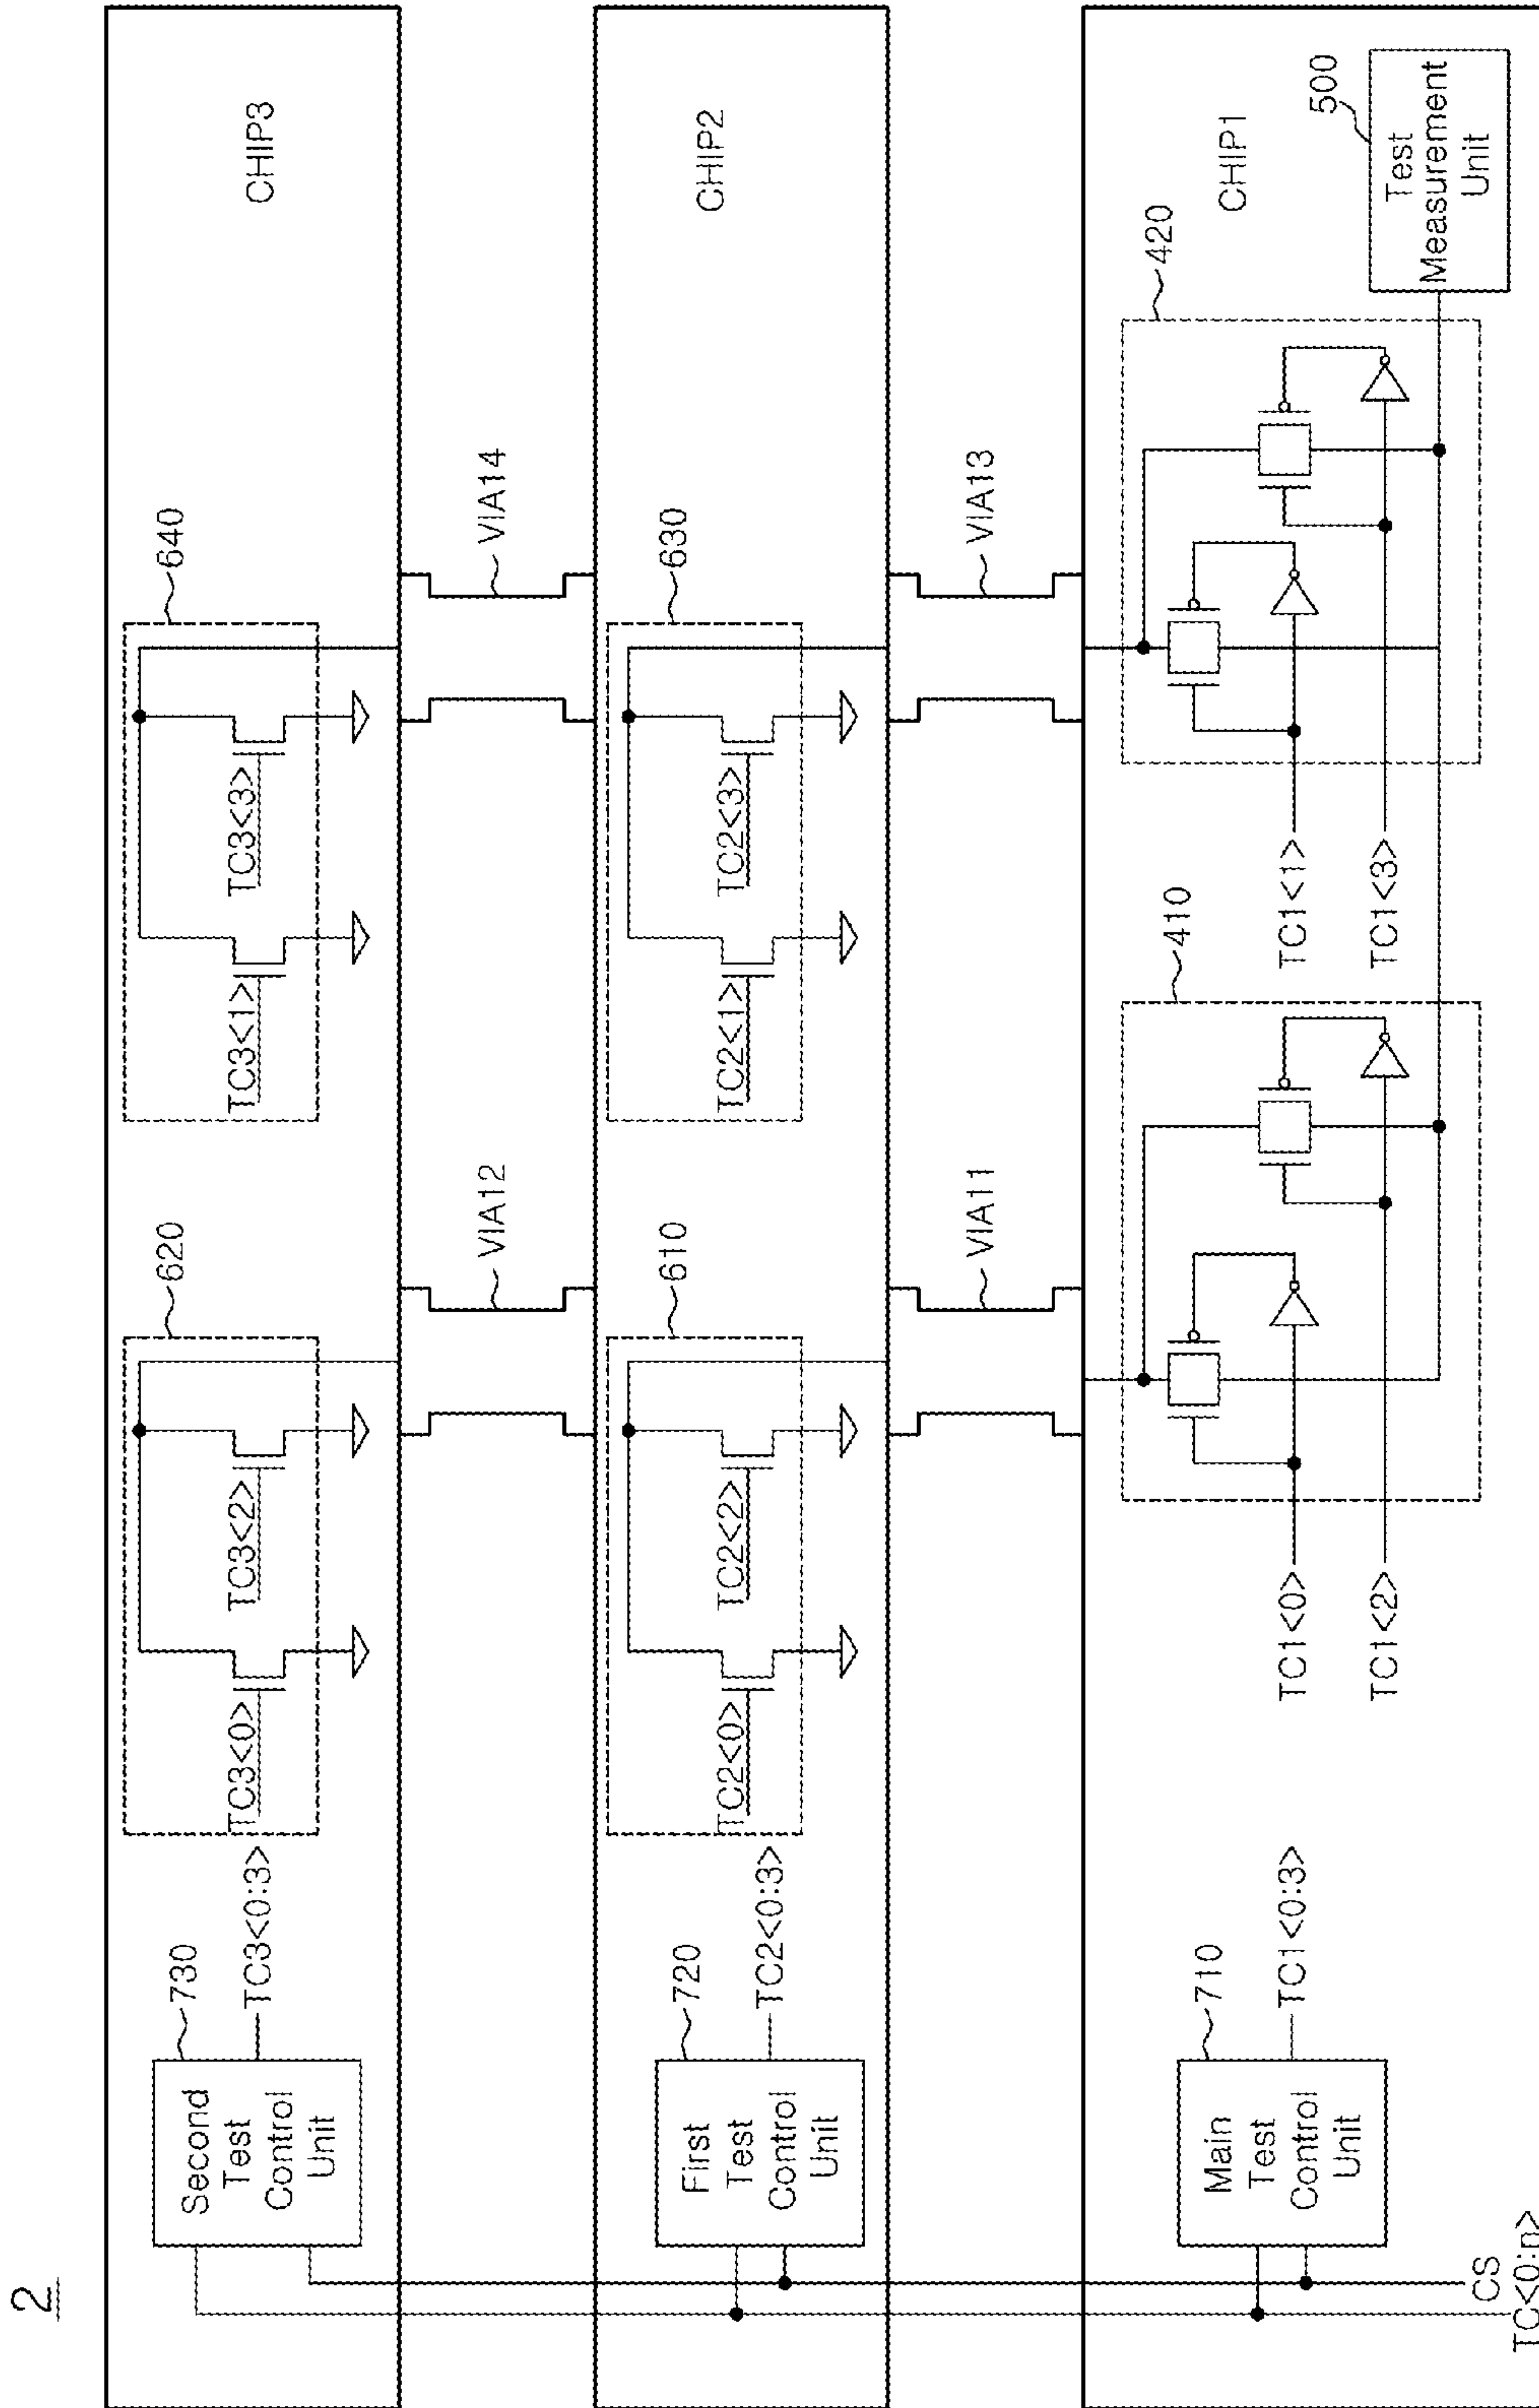 2
CHIP3
730
Second
Test
Control
Unit
TC3<0:3>
620
TC3<0>
TC3<2>
640
TC3<1>
TC3<3>
VIA12
VIA14
CHIP2
720
First
Test
Control
Unit
TC2<0:3>
610
TC2<0>
TC2<2>
630
TC2<1>
TC2<3>
VIA11
VIA13
CHIP1
710
Main
Test
Control
Unit
TC1<0:3>
410
TC1<0>
TC1<2>
420
TC1<1>
TC1<3>
500
Test
Measurement
Unit
CS
TC<0:n>